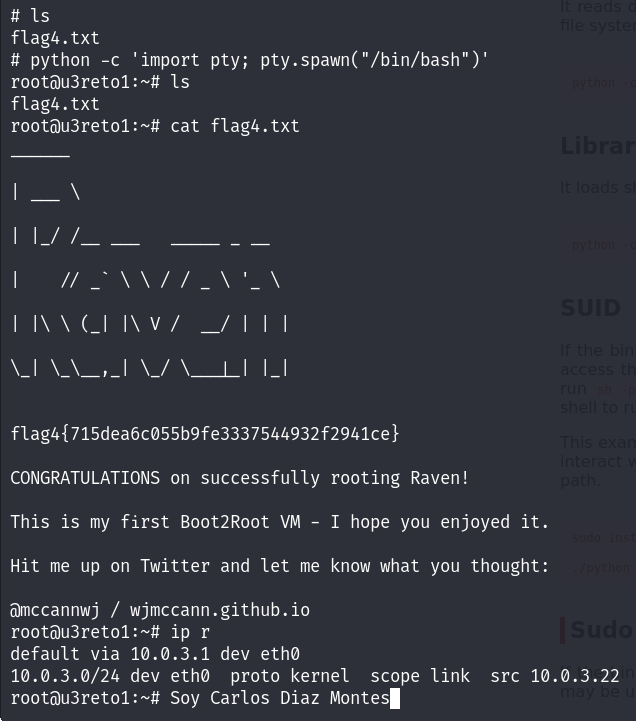 # ls
flag4.txt
# python -c 'import pty; pty.spawn("/bin/bash")'
root@u3reto1:~# ls
flag4.txt
root@u3reto1:~# cat flag4.txt
______
| ___ \
| |_/ /__ ___   _____ _ __
|    // _` \ \ / / _ \ '_ \
| |\ \ (_| |\ V /  __/ | | |
\_| \_\__,_| \_/ \___|_| |_|
flag4{715dea6c055b9fe3337544932f2941ce}
CONGRATULATIONS on successfully rooting Raven!
This is my first Boot2Root VM - I hope you enjoyed it.
Hit me up on Twitter and let me know what you thought:
@mccannwj / wjmccann.github.io
root@u3reto1:~# ip r
default via 10.0.3.1 dev eth0
10.0.3.0/24 dev eth0  proto kernel  scope link  src 10.0.3.22
root@u3reto1:~# Soy Carlos Diaz Montes
It reads
file syste
python -c
Librar
It loads s
python -c
SUID
If the bin
access th
run sh -p
shell to ru
This exam
interact w
path.
sudo inst
./python
Sudo
may be u